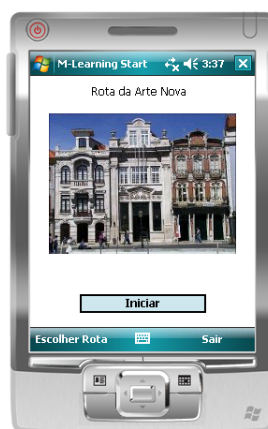 M-Learning Start 3:37
Rota da Arte Nova
Iniciar
Escolher Rota Sair